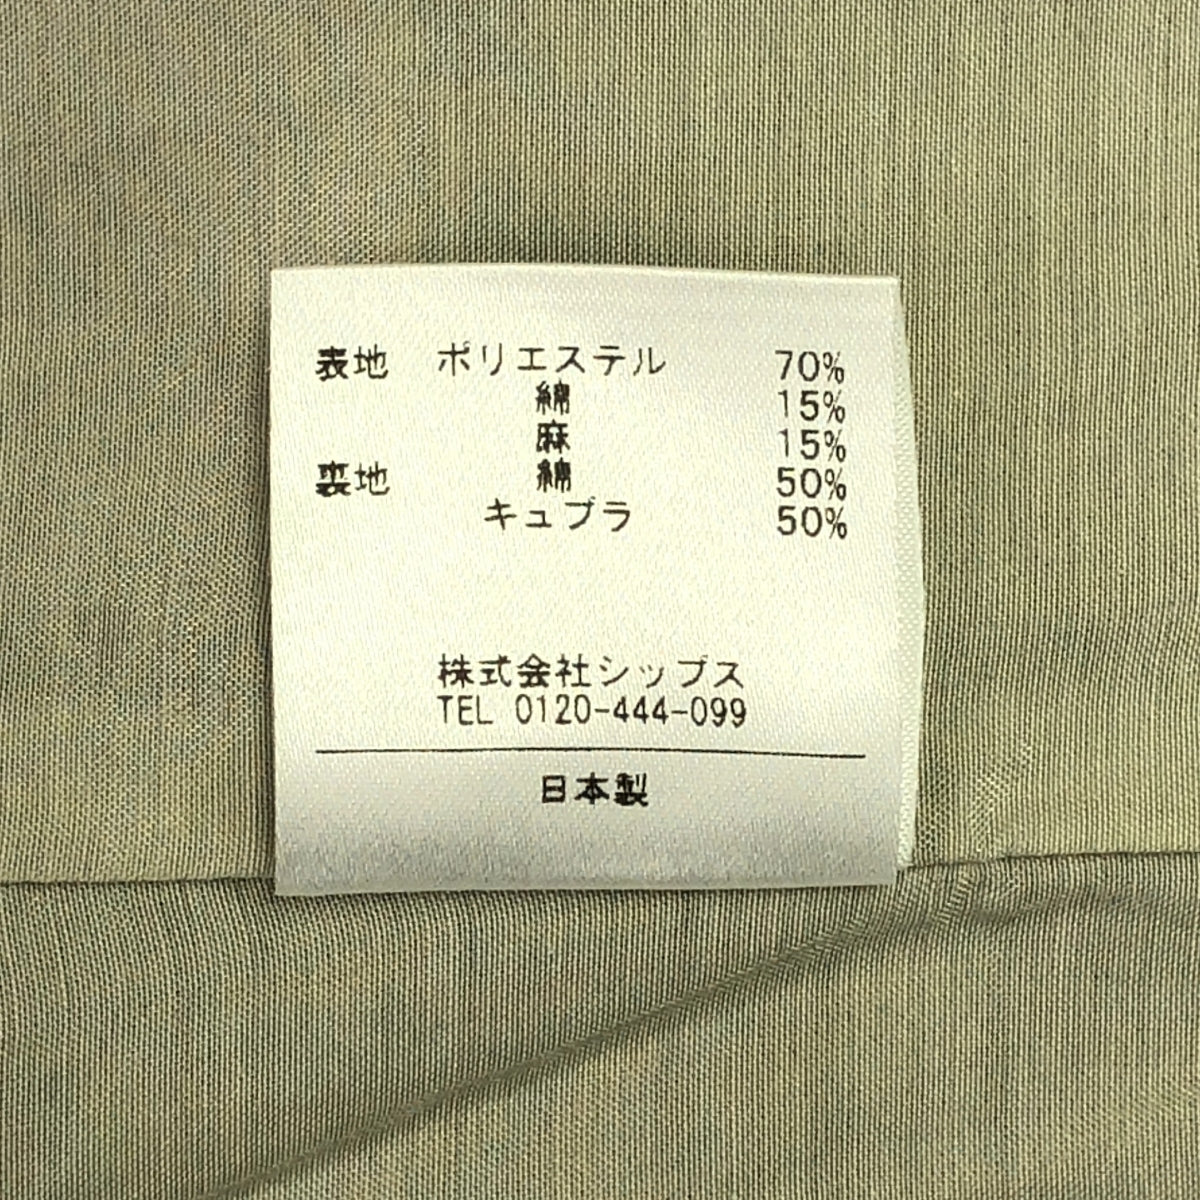 表地 ポリエステル 70%
綿 15%
麻 15%
裏地 綿 50%
キュプラ 50%
株式会社シップス
TEL 0120-444-099
日本製